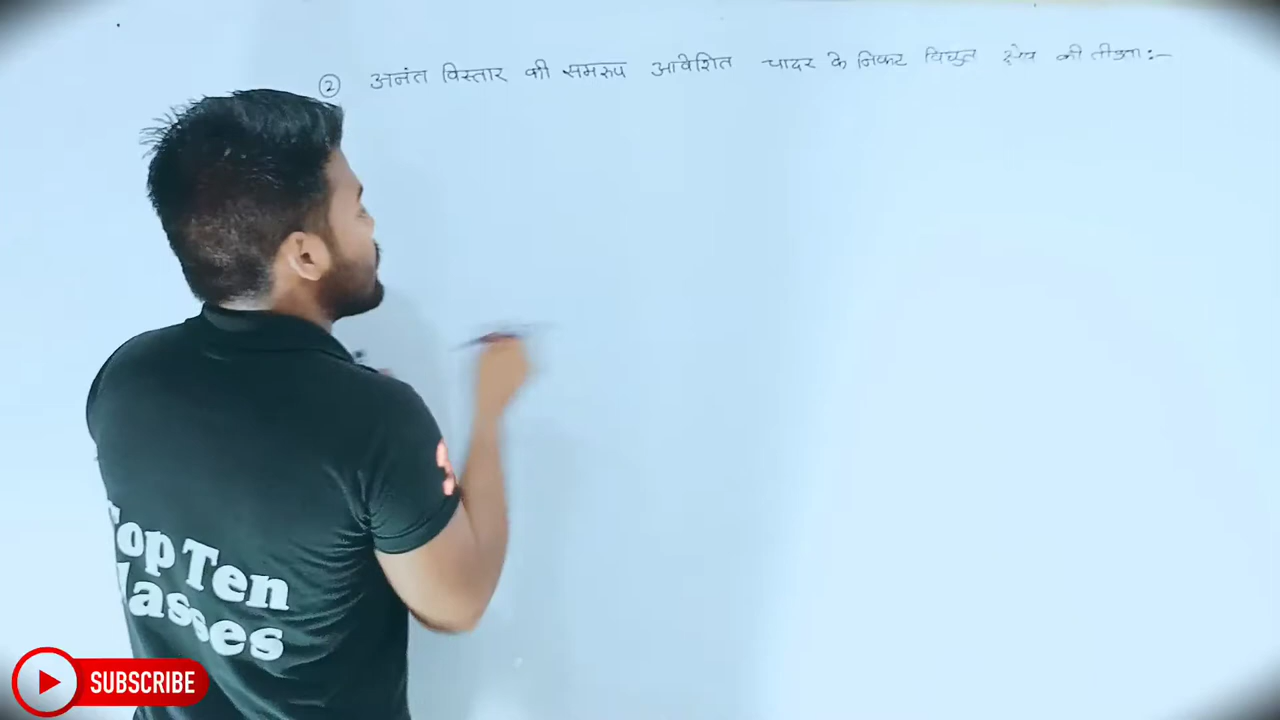 ② अनंत विस्तार की समरुप आवेशित चादर के निकट विद्युत क्षेत्र की तीव्रता :-
Top Ten
Classes
SUBSCRIBE